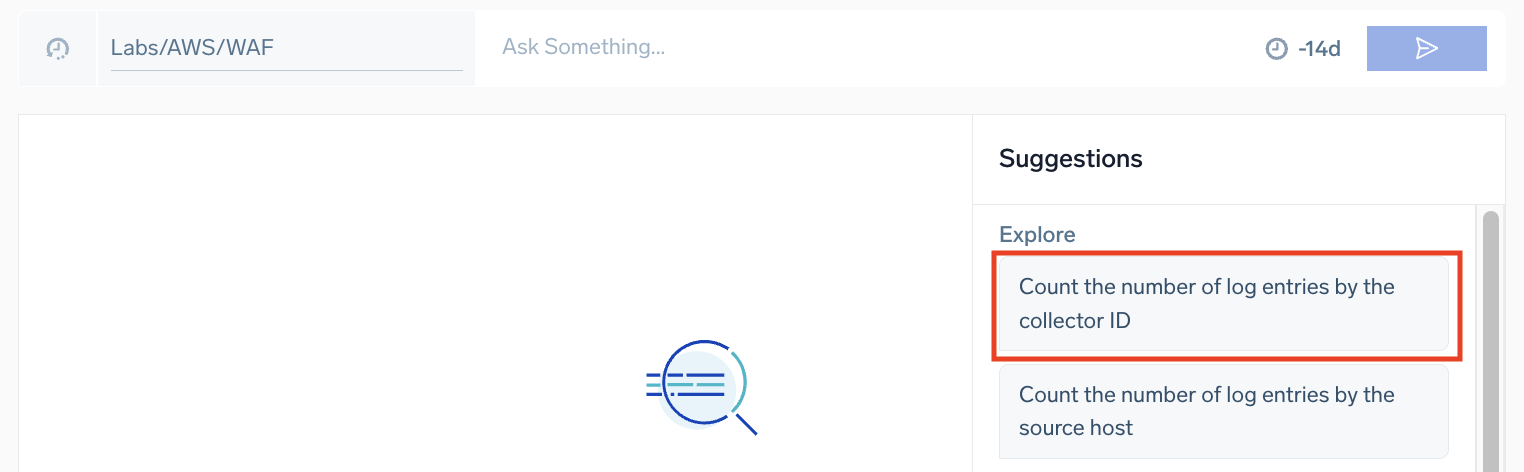 Labs/AWS/WAF
Ask Something...
-14d
Suggestions
Explore
Count the number of log entries by the
collector ID
Count the number of log entries by the
source host